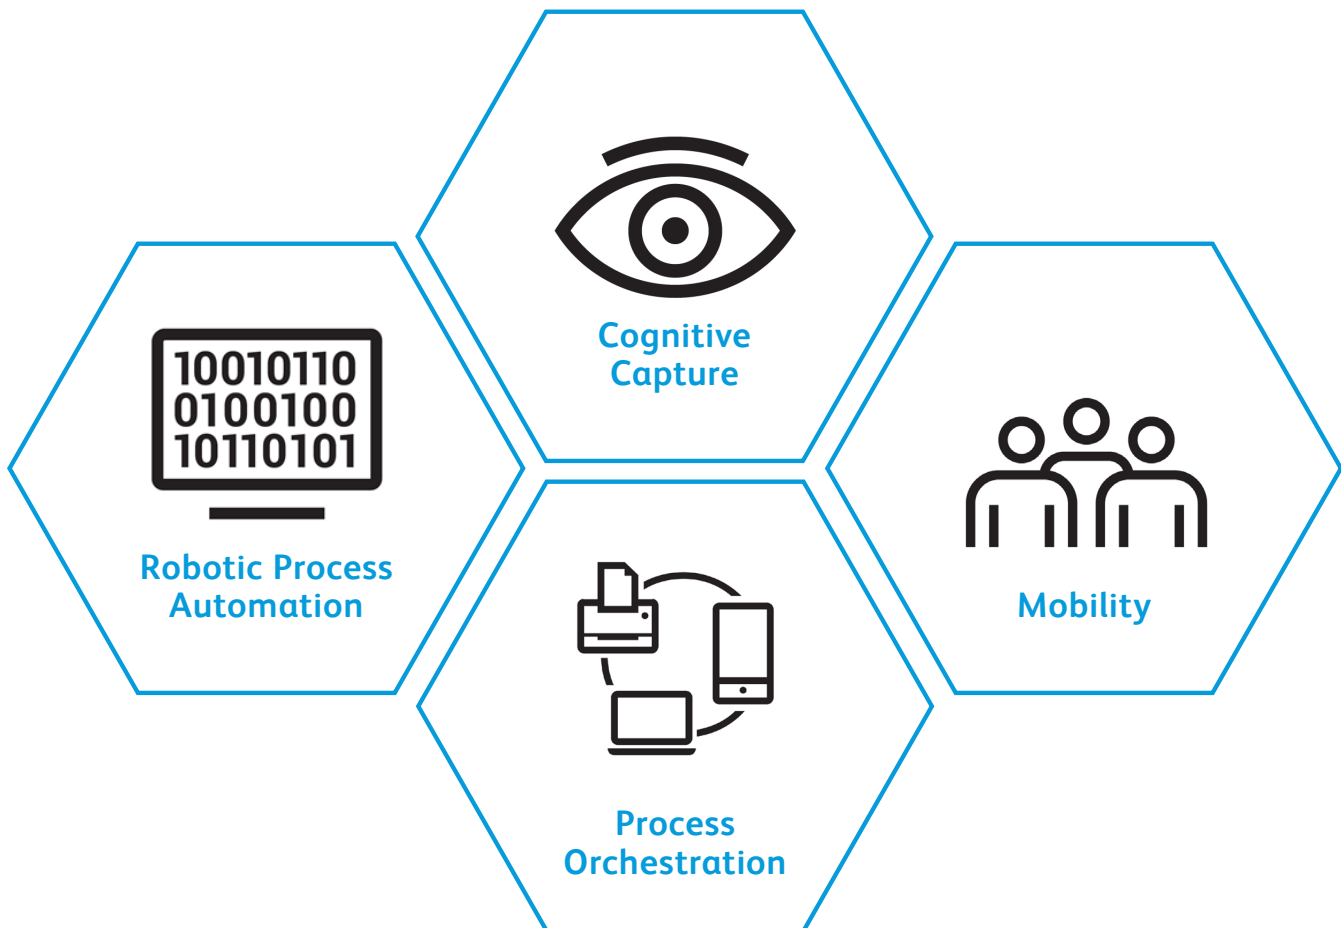 Cognitive
Capture
10010110
0100100
10110101
Robotic Process
Automation
Mobility
Process
Orchestration